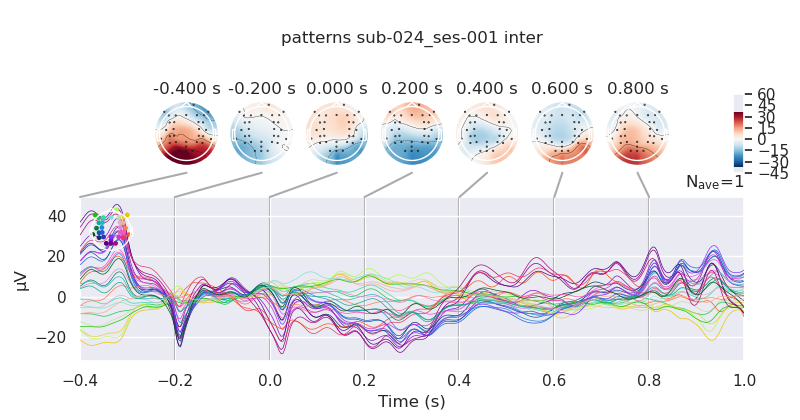 patterns sub-024_ses-001 inter
-0.400 s -0.200 s 0.000 s 0.200 s 0.400 s 0.600 s 0.800 s
60
45
30
15
0
−15
−30
−45
Nave=1
40
20
0
−20
µV
−0.4 −0.2 0.0 0.2 0.4 0.6 0.8 1.0
Time (s)